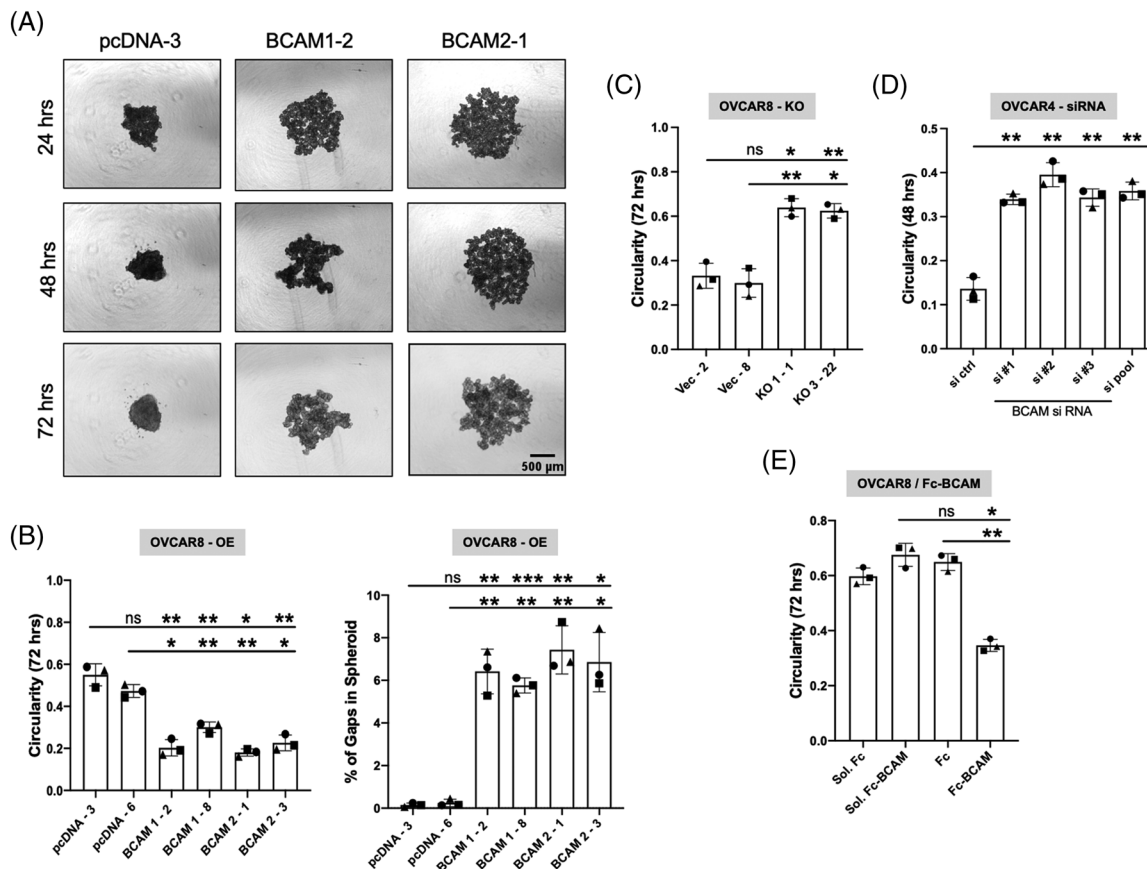 (A)
pcDNA-3
BCAM1-2
BCAM2-1
24 hrs
48 hrs
72 hrs
500 µm
(B)
OVCAR8 - OE
Circularity (72 hrs)
1.0
0.8
0.6
0.4
0.2
0.0
ns ** ** * **
* ** ** *
pcDNA - 3
pcDNA - 6
BCAM 1 - 2
BCAM 1 - 8
BCAM 2 - 1
BCAM 2 - 3
OVCAR8 - OE
% of Gaps in Spheroid
10
8
6
4
2
0
ns ** *** ** *
** ** ** *
pcDNA - 3
pcDNA - 6
BCAM 1 - 2
BCAM 1 - 8
BCAM 2 - 1
BCAM 2 - 3
(C)
OVCAR8 - KO
Circularity (72 hrs)
1.0
0.8
0.6
0.4
0.2
0.0
ns * **
** *
Vec - 2
Vec - 8
KO 1 - 1
KO 3 - 22
(D)
OVCAR4 - siRNA
Circularity (48 hrs)
0.5
0.4
0.3
0.2
0.1
0.0
** ** ** **
si ctrl
si #1
si #2
si #3
si pool
BCAM si RNA
(E)
OVCAR8 / Fc-BCAM
Circularity (72 hrs)
1.0
0.8
0.6
0.4
0.2
0.0
ns *
**
Sol. Fc
Sol. Fc-BCAM
Fc
Fc-BCAM